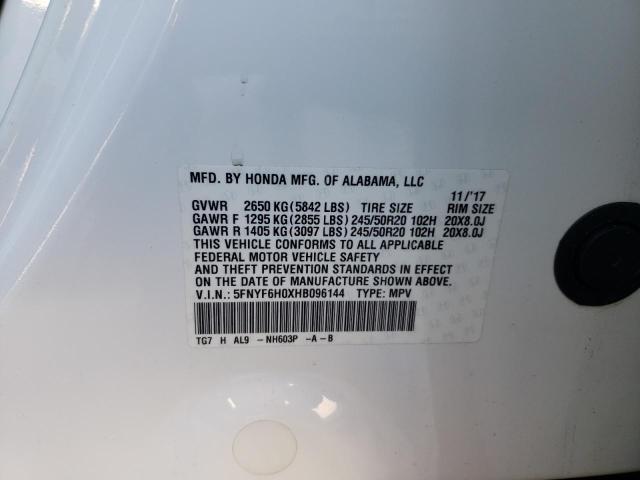 MFD. BY HONDA MFG. OF ALABAMA, LLC 11/'17
GVWR 2650 KG (5842 LBS) TIRE SIZE RIM SIZE
GAWR F 1295 KG (2855 LBS) 245/50R20 102H 20X8.0J
GAWR R 1405 KG (3097 LBS) 245/50R20 102H 20X8.0J
THIS VEHICLE CONFORMS TO ALL APPLICABLE
FEDERAL MOTOR VEHICLE SAFETY
AND THEFT PREVENTION STANDARDS IN EFFECT
ON THE DATE OF MANUFACTURE SHOWN ABOVE.
V.I.N.: 5FNYF6H0XHB096144 TYPE: MPV
TG7 H AL9 -NH603P -A-B